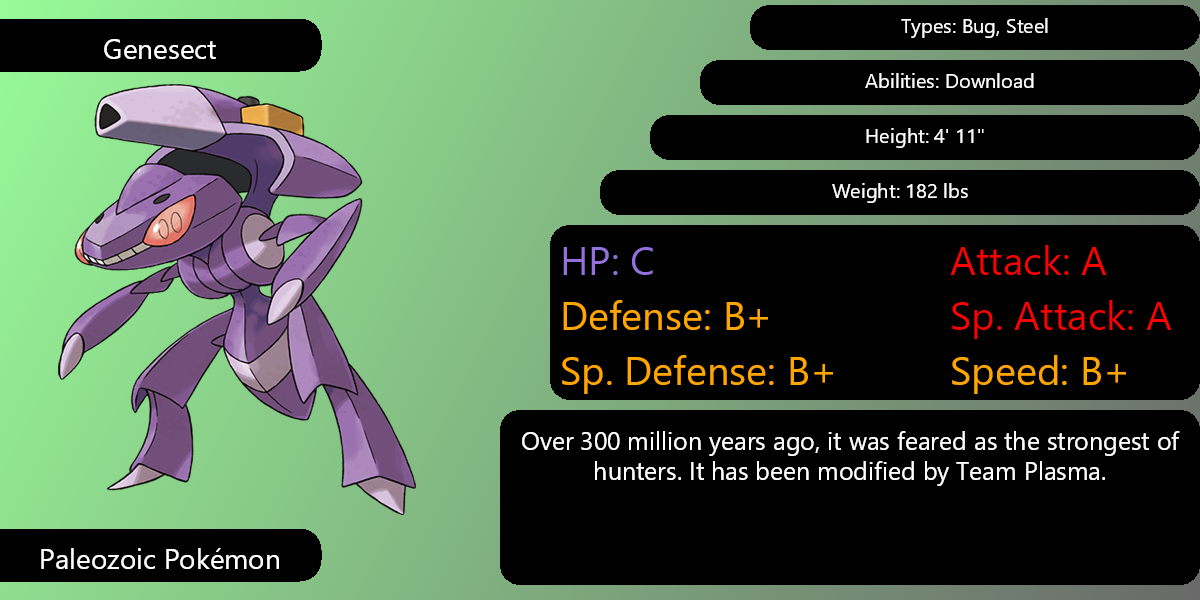 Genesect
Types: Bug, Steel
Abilities: Download
Height: 4' 11"
Weight: 182 lbs
HP: C
Attack: A
Defense: B+
Sp. Attack: A
Sp. Defense: B+
Speed: B+
Over 300 million years ago, it was feared as the strongest of
hunters. It has been modified by Team Plasma.
Paleozoic Pokémon